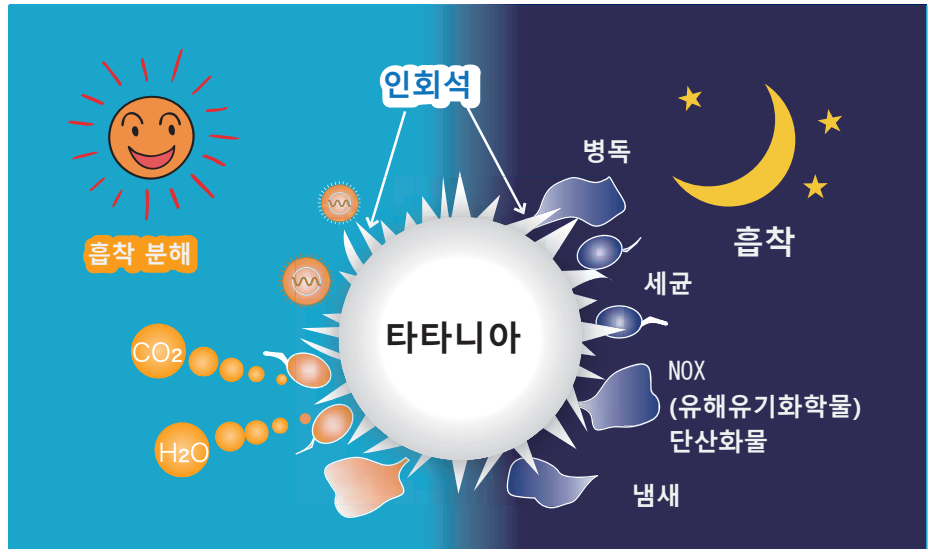 인회석
병독
흡착
흡착 분해
세균
타타니아
CO2
NOX
(유해유기화학물)
단산화물
H2O
냄새